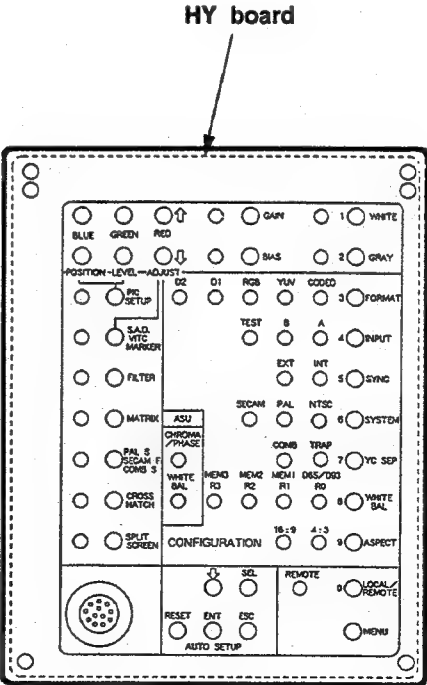 HY board
GAIN 1 WHITE
BLUE GREEN RED
BIAS 2 GRAY
POSITION LEVEL ADJUST
D2 D1 RGB YUV CODEC
PIC SETUP 3 FORMAT
TEST B A
S.A.D. VITC MARKER 4 INPUT
EXT INT
FILTER 5 SYNC
SECAM PAL NTSC
MATRIX ASU 6 SYSTEM
CHROMA /PHASE COMB TRAP
PAL S SECAM F COMB S 7 YC SEP
WHITE BAL MEM3 R3 MEM2 R2 MEM1 R1 D65/D93 R0
CROSS HATCH 8 WHITE BAL
16:9 4:3
SPLIT SCREEN CONFIGURATION 9 ASPECT
SEL REMOTE
0 LOCAL/REMOTE
RESET ENT ESC MENU
AUTO SETUP